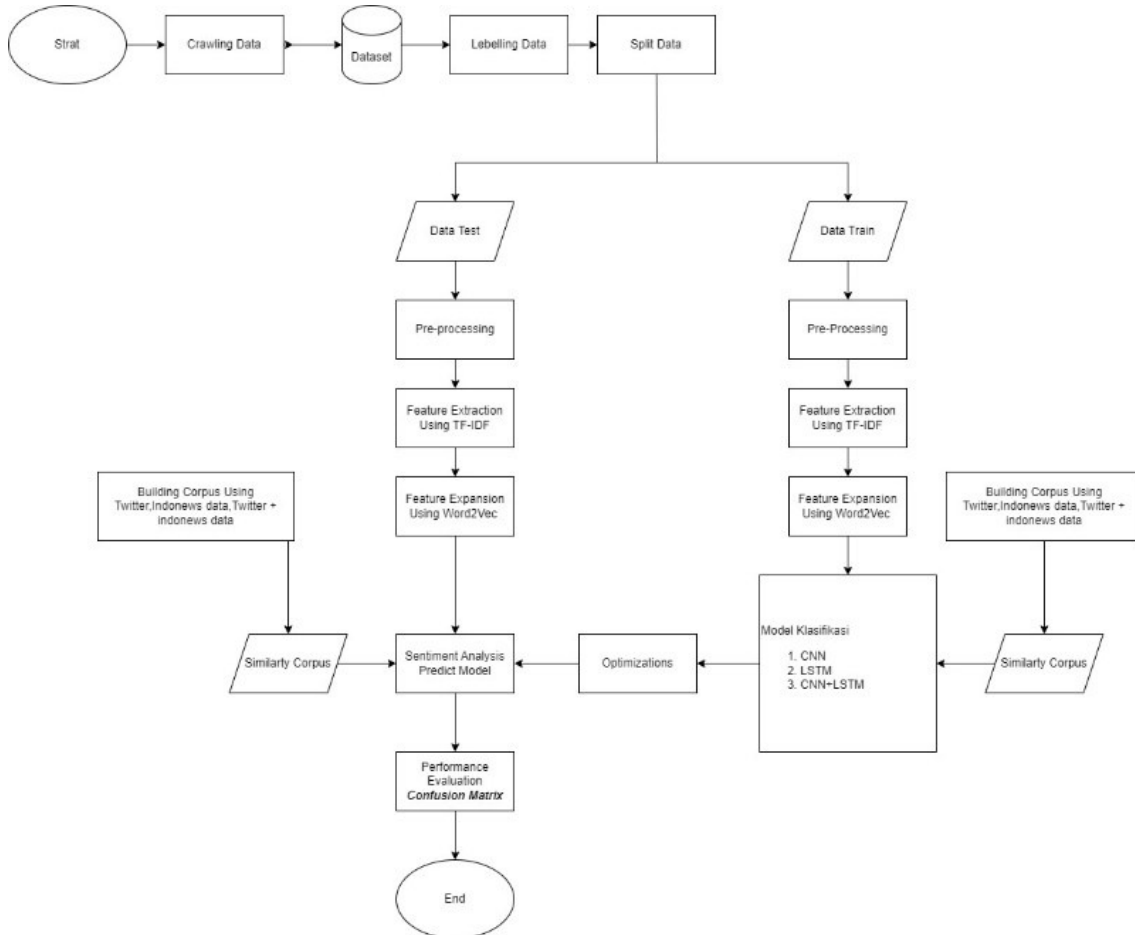 Strat
Crawling Data
Dataset
Lebelling Data
Split Data
Data Test
Data Train
Pre-processing
Pre-Processing
Feature Extraction
Using TF-IDF
Feature Extraction
Using TF-IDF
Building Corpus Using
Twitter,Indonews data,Twitter +
indonews data
Feature Expansion
Using Word2Vec
Feature Expansion
Using Word2Vec
Building Corpus Using
Twitter,Indonews data,Twitter +
indonews data
Similarly Corpus
Sentiment Analysis
Predict Model
Optimizations
Model Klasifikasi
1. CNN
2. LSTM
3. CNN+LSTM
Similarly Corpus
Performance
Evaluation
Confusion Matrix
End